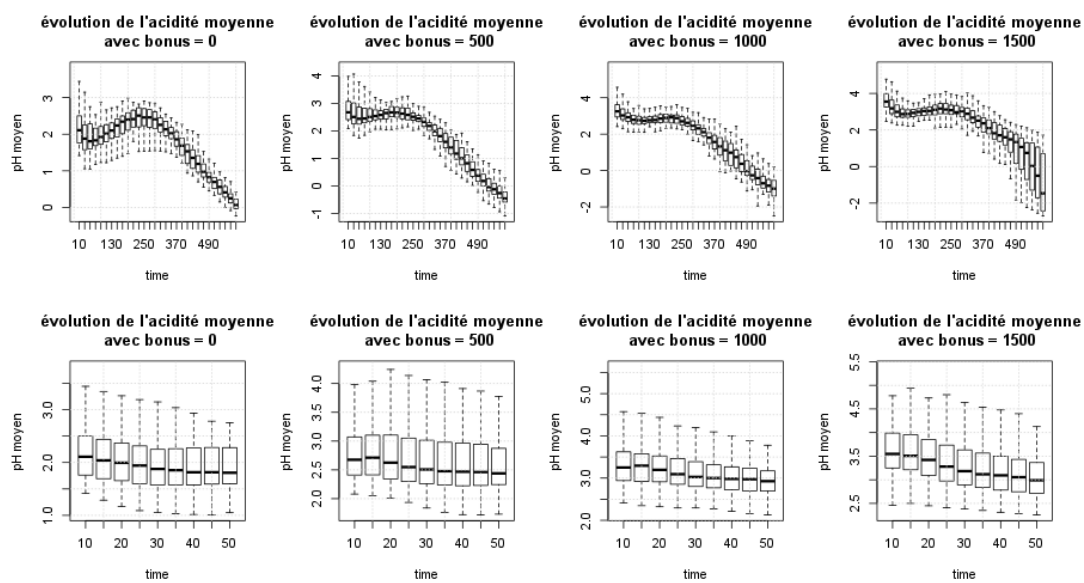 évolution de l'acidité moyenne
avec bonus = 0
pH moyen
3
2
1
0
10 130 250 370 490
time
évolution de l'acidité moyenne
avec bonus = 500
pH moyen
4
3
2
1
0
-1
10 130 250 370 490
time
évolution de l'acidité moyenne
avec bonus = 1000
pH moyen
4
2
0
-2
10 130 250 370 490
time
évolution de l'acidité moyenne
avec bonus = 1500
pH moyen
4
2
0
-2
10 130 250 370 490
time
évolution de l'acidité moyenne
avec bonus = 0
pH moyen
3.0
2.0
1.0
10 20 30 40 50
time
évolution de l'acidité moyenne
avec bonus = 500
pH moyen
4.0
3.5
3.0
2.5
2.0
10 20 30 40 50
time
évolution de l'acidité moyenne
avec bonus = 1000
pH moyen
5.0
4.0
3.0
2.0
10 20 30 40 50
time
évolution de l'acidité moyenne
avec bonus = 1500
pH moyen
5.5
4.5
3.5
2.5
10 20 30 40 50
time